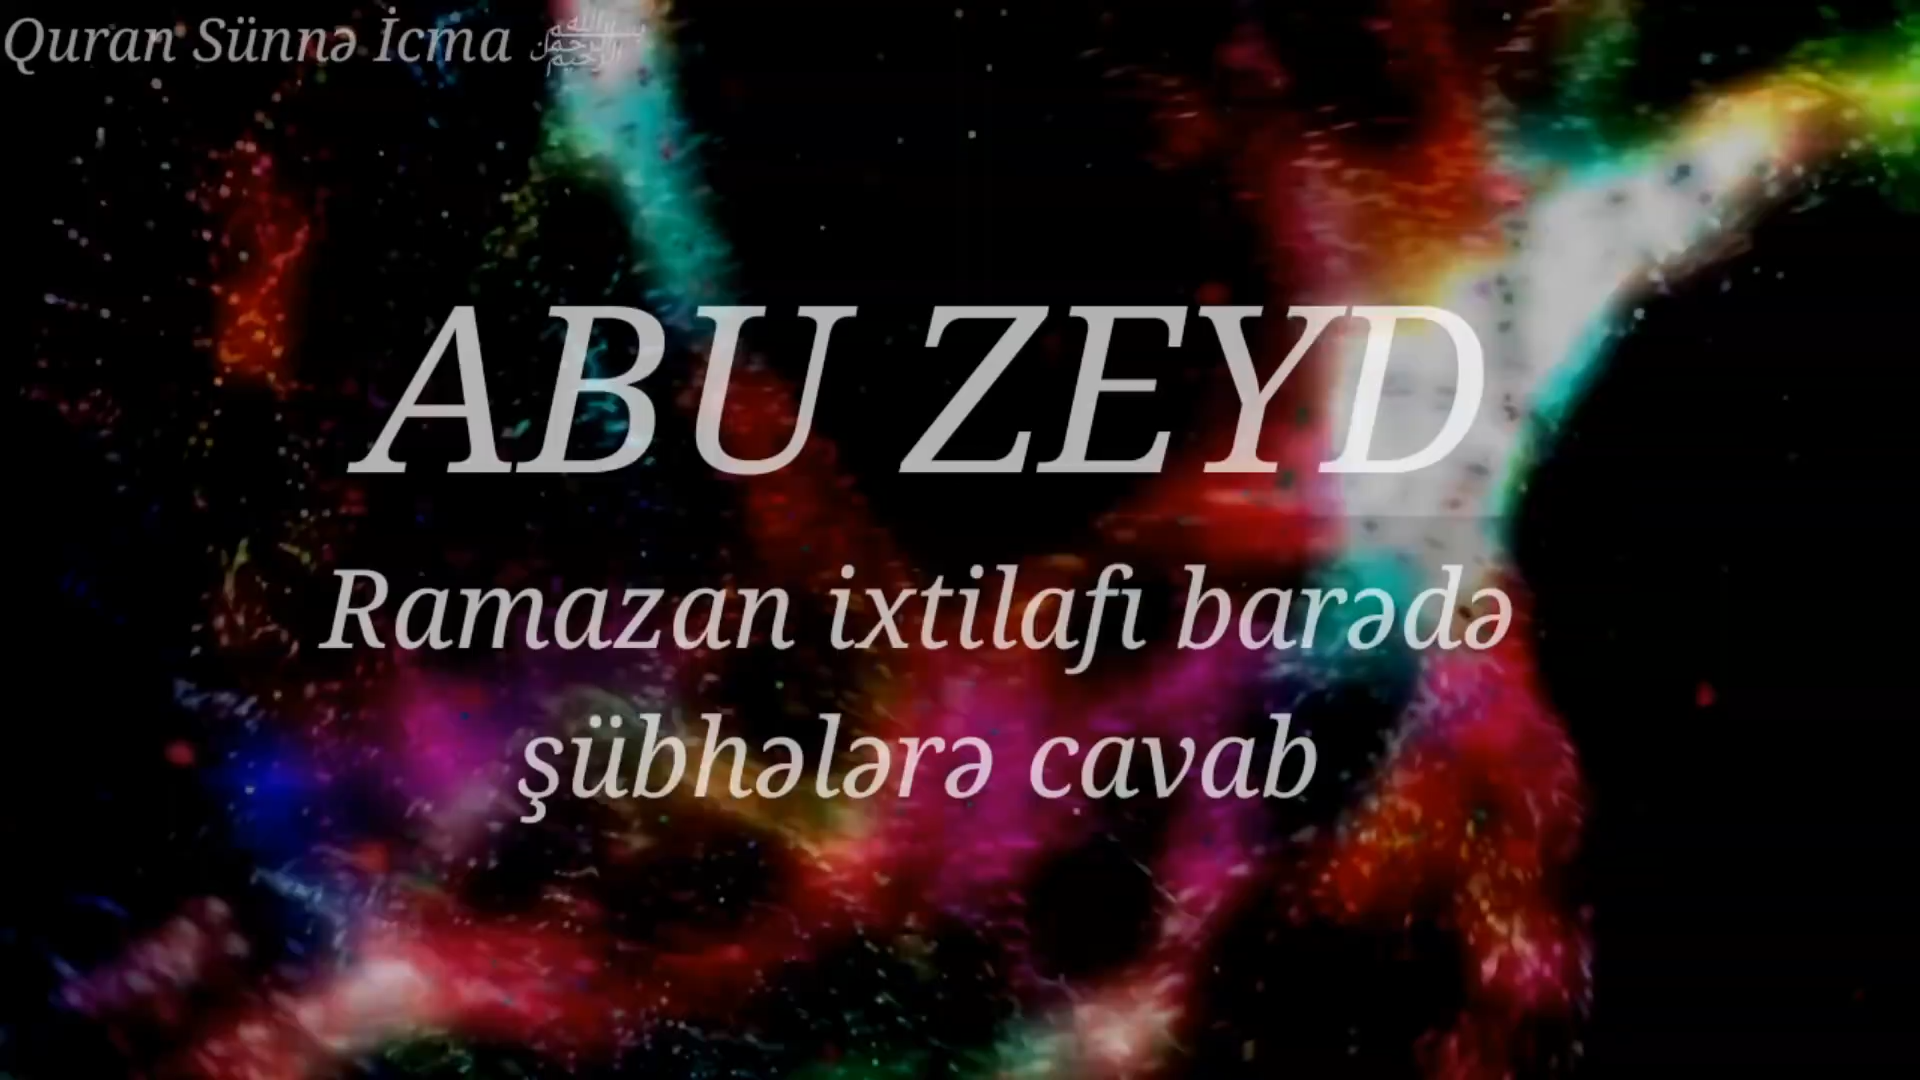 Quran Sünnə İcma ﷽
ABU ZEYD
Ramazan ixtilafı barədə
şübhələrə cavab